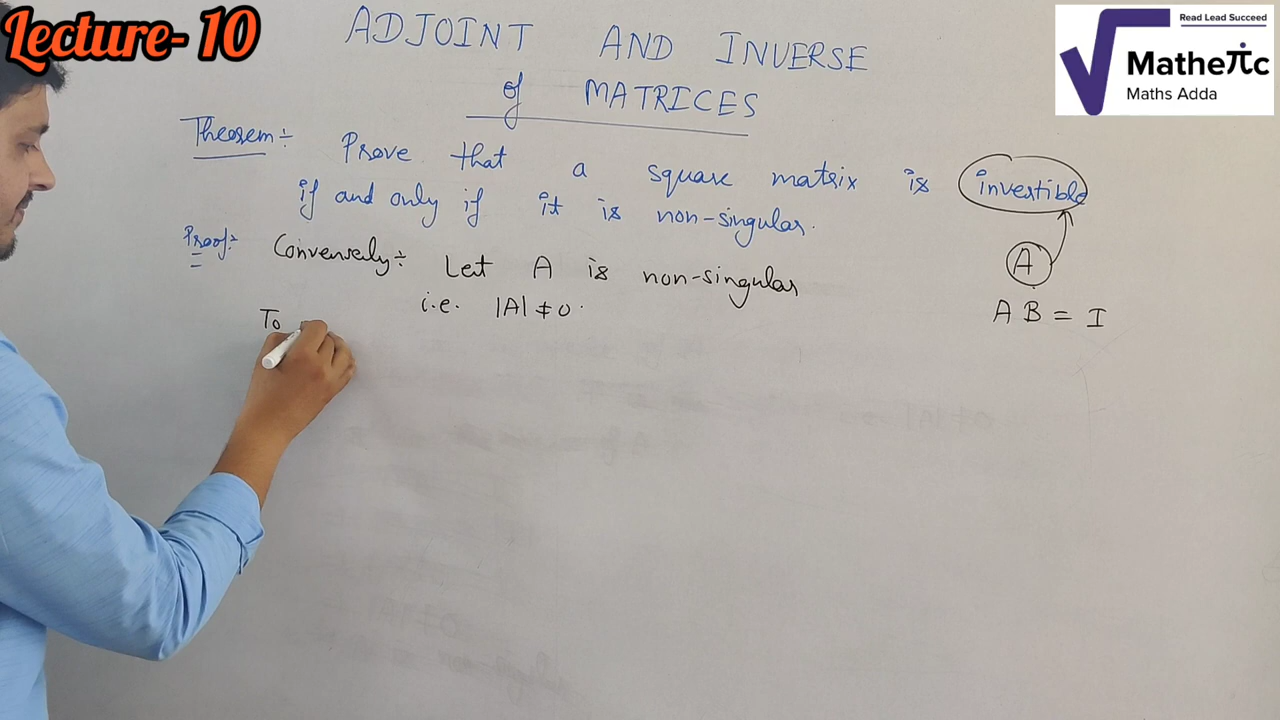 Lecture- 10
ADJOINT AND INVERSE
of MATRICES
Read Lead Succeed
Matheπc
Maths Adda
Theorem:- Prove that a square matrix is invertible
if and only if it is non-singular.
Proof:- Conversely:- Let A is non-singular
i.e. |A| ≠ 0.
To
A
A B = I